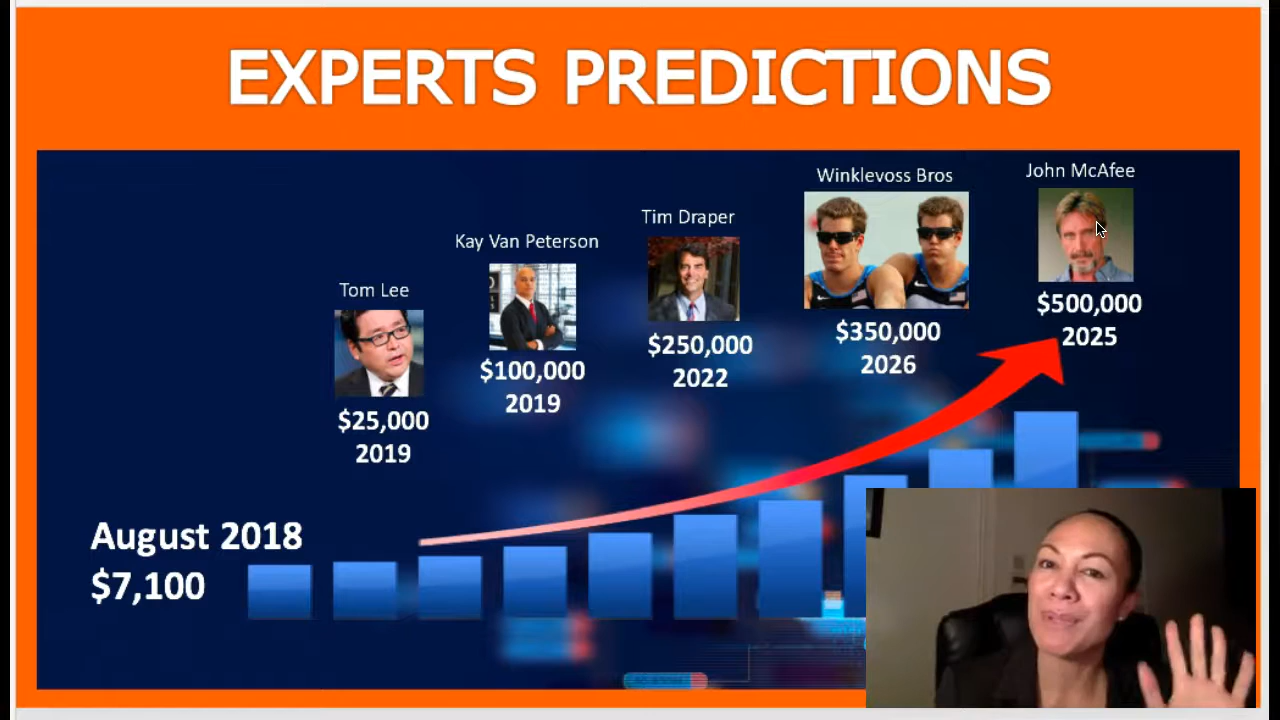 EXPERTS PREDICTIONS
Tom Lee
$25,000
2019
Kay Van Peterson
$100,000
2019
Tim Draper
$250,000
2022
Winklevoss Bros
$350,000
2026
John McAfee
$500,000
2025
August 2018
$7,100